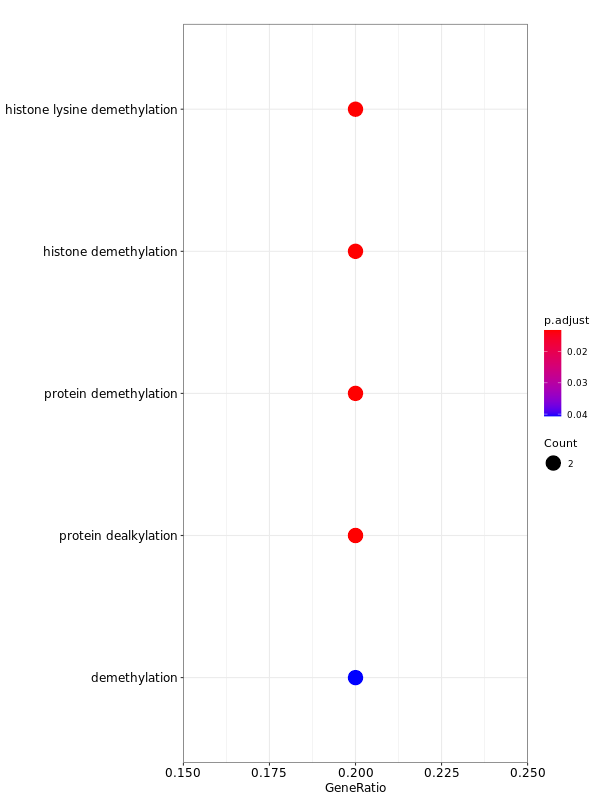 histone lysine demethylation
histone demethylation
protein demethylation
protein dealkylation
demethylation
0.150 0.175 0.200 0.225 0.250
GeneRatio
p.adjust
0.02
0.03
0.04
Count
2